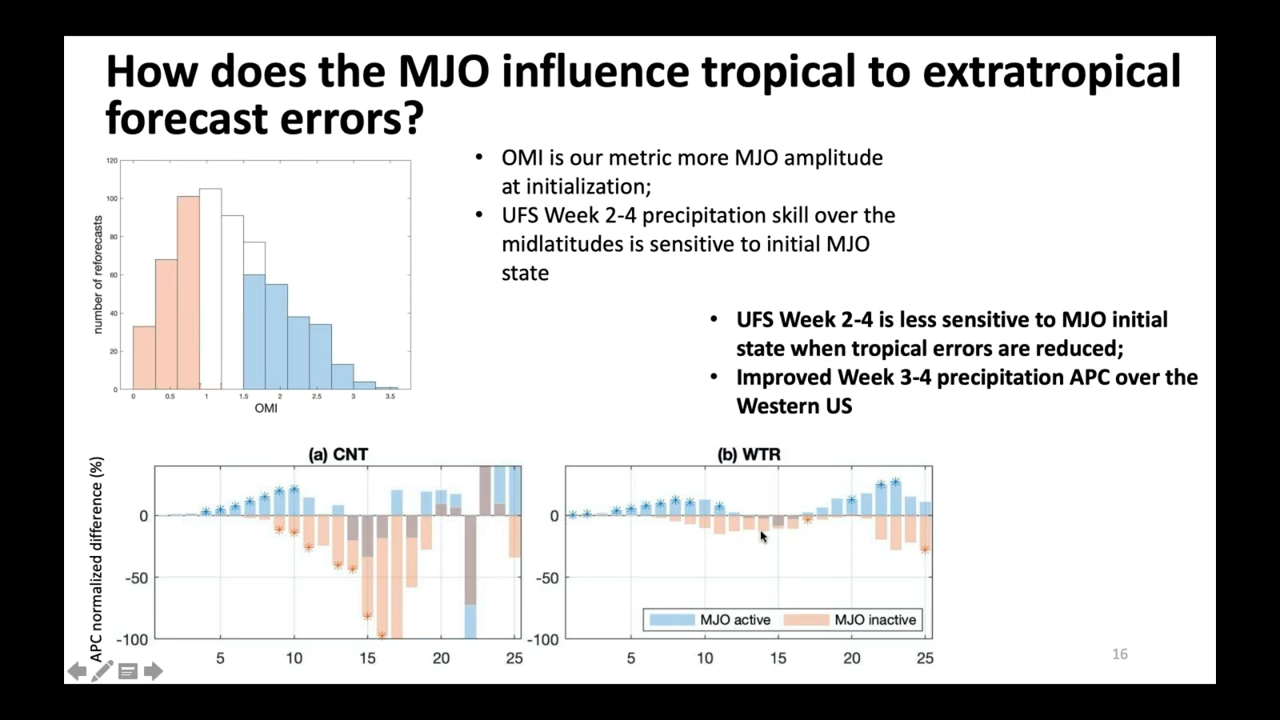 How does the MJO influence tropical to extratropical
forecast errors?
• OMI is our metric more MJO amplitude
at initialization;
• UFS Week 2-4 precipitation skill over the
midlatitudes is sensitive to initial MJO
state
• UFS Week 2-4 is less sensitive to MJO initial
state when tropical errors are reduced;
• Improved Week 3-4 precipitation APC over the
Western US
number of reforecasts
120
100
80
60
40
20
0
0 0.5 1 1.5 2 2.5 3 3.5
OMI
APC normalized difference (%)
(a) CNT
0
-50
-100
5 10 15 20 25
(b) WTR
0
-50
-100
MJO active MJO inactive
5 10 15 20 25
16